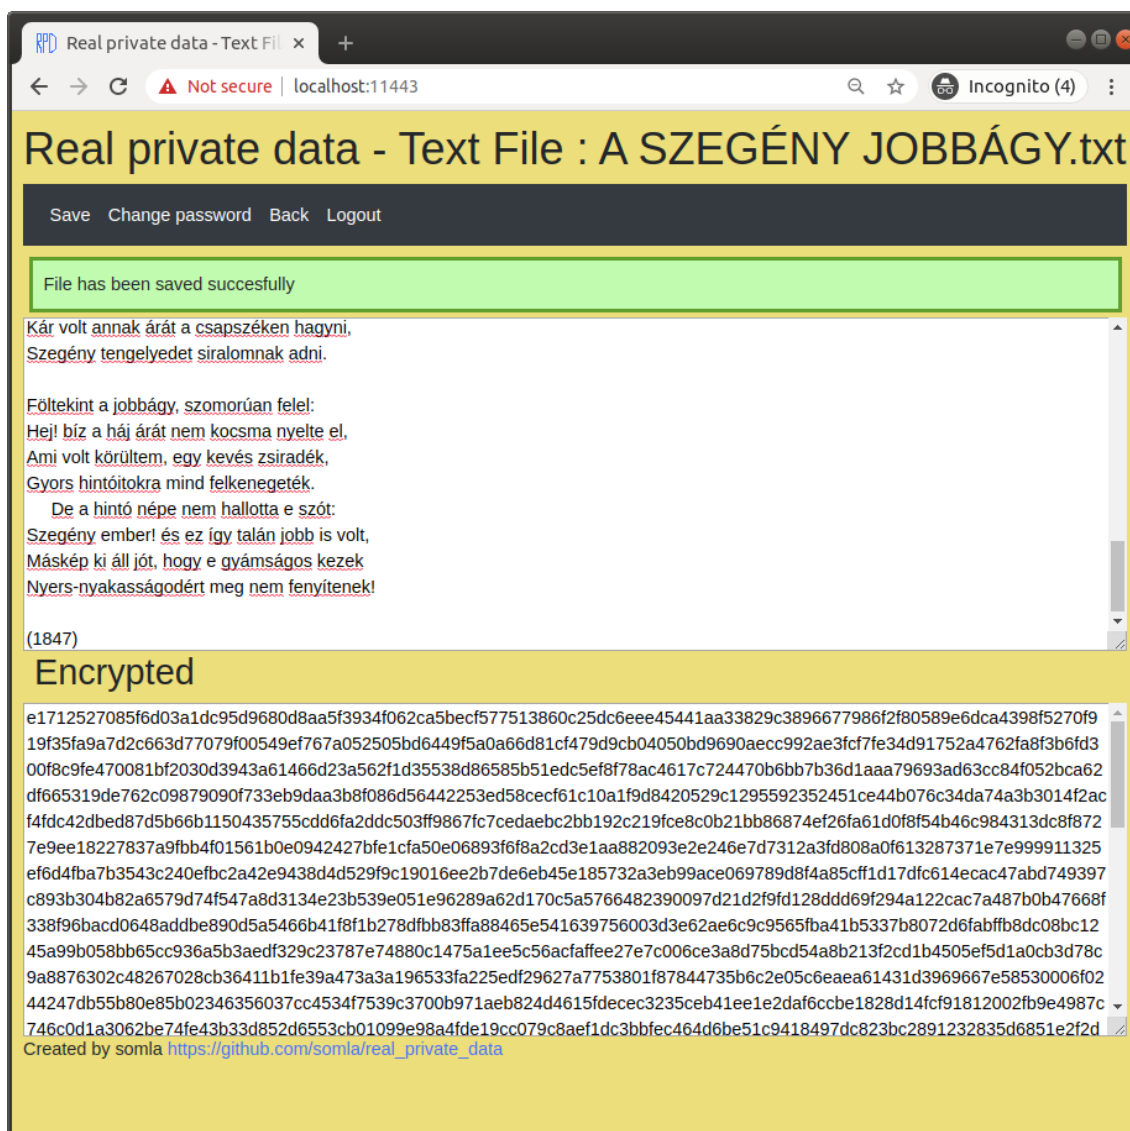 RPD Real private data - Text Fil
Not secure | localhost:11443 Incognito (4)
Real private data - Text File : A SZEGÉNY JOBBÁGY.txt
Save Change password Back Logout
File has been saved succesfully
Kár volt annak árát a csapszéken hagyni,
Szegény tengelyedet siralomnak adni.
Föltekint a jobbágy, szomorúan felel:
Hej! bíz a háj árát nem kocsma nyelte el,
Ami volt körültem, egy kevés zsiradék,
Gyors hintóitokra mind felkenegeték.
De a hintó népe nem hallotta e szót:
Szegény ember! és ez így talán jobb is volt,
Máskép ki áll jót, hogy e gyámságos kezek
Nyers-nyakasságodért meg nem fenyítenek!
(1847)
Encrypted
e1712527085f6d03a1dc95d9680d8aa5f3934f062ca5becf577513860c25dc6eee45441aa33829c3896677986f2f80589e6dca4398f5270f9
19f35fa9a7d2c663d77079f00549ef767a052505bd6449f5a0a66d81cf479d9cb04050bd9690aecc992ae3fcf7fe34d91752a4762fa8f3b6fd3
00f8c9fe470081bf2030d3943a61466d23a562f1d35538d86585b51edc5ef8f78ac4617c724470b6bb7b36d1aaa79693ad63cc84f052bca62
df665319de762c09879090f733eb9daa3b8f086d56442253ed58cecf61c10a1f9d8420529c1295592352451ce44b076c34da74a3b3014f2ac
f4fdc42dbed87d5b66b1150435755cdd6fa2ddc503ff9867fc7cedaebc2bb192c219fce8c0b21bb86874ef26fa61d0f8f54b46c984313dc8f872
7e9ee18227837a9fbb4f01561b0e0942427bfe1cfa50e06893f6f8a2cd3e1aa882093e2e246e7d7312a3fd808a0f613287371e7e999911325
ef6d4fba7b3543c240efbc2a42e9438d4d529f9c19016ee2b7de6eb45e185732a3eb99ace069789d8f4a85cff1d17dfc614ecac47abd749397
c893b304b82a6579d74f547a8d3134e23b539e051e96289a62d170c5a5766482390097d21d2f9fd128ddd69f294a122cac7a487b0b47668f
338f96bacd0648addbe890d5a5466b41f8f1b278dfbb83ffa88465e541639756003d3e62ae6c9c9565fba41b5337b8072d6fabffb8dc08bc12
45a99b058bb65cc936a5b3aedf329c23787e74880c1475a1ee5c56acfaffee27e7c006ce3a8d75bcd54a8b213f2cd1b4505ef5d1a0cb3d78c
9a8876302c48267028cb36411b1fe39a473a3a196533fa225edf29627a7753801f87844735b6c2e05c6eaea61431d3969667e58530006f02
44247db55b80e85b02346356037cc4534f7539c3700b971aeb824d4615fdecec3235ceb41ee1e2daf6ccbe1828d14fcf91812002fb9e4987c
746c0d1a3062be74fe43b33d852d6553cb01099e98a4fde19cc079c8aef1dc3bbfec464d6be51c9418497dc823bc2891232835d6851e2f2d
Created by somla https://github.com/somla/real_private_data